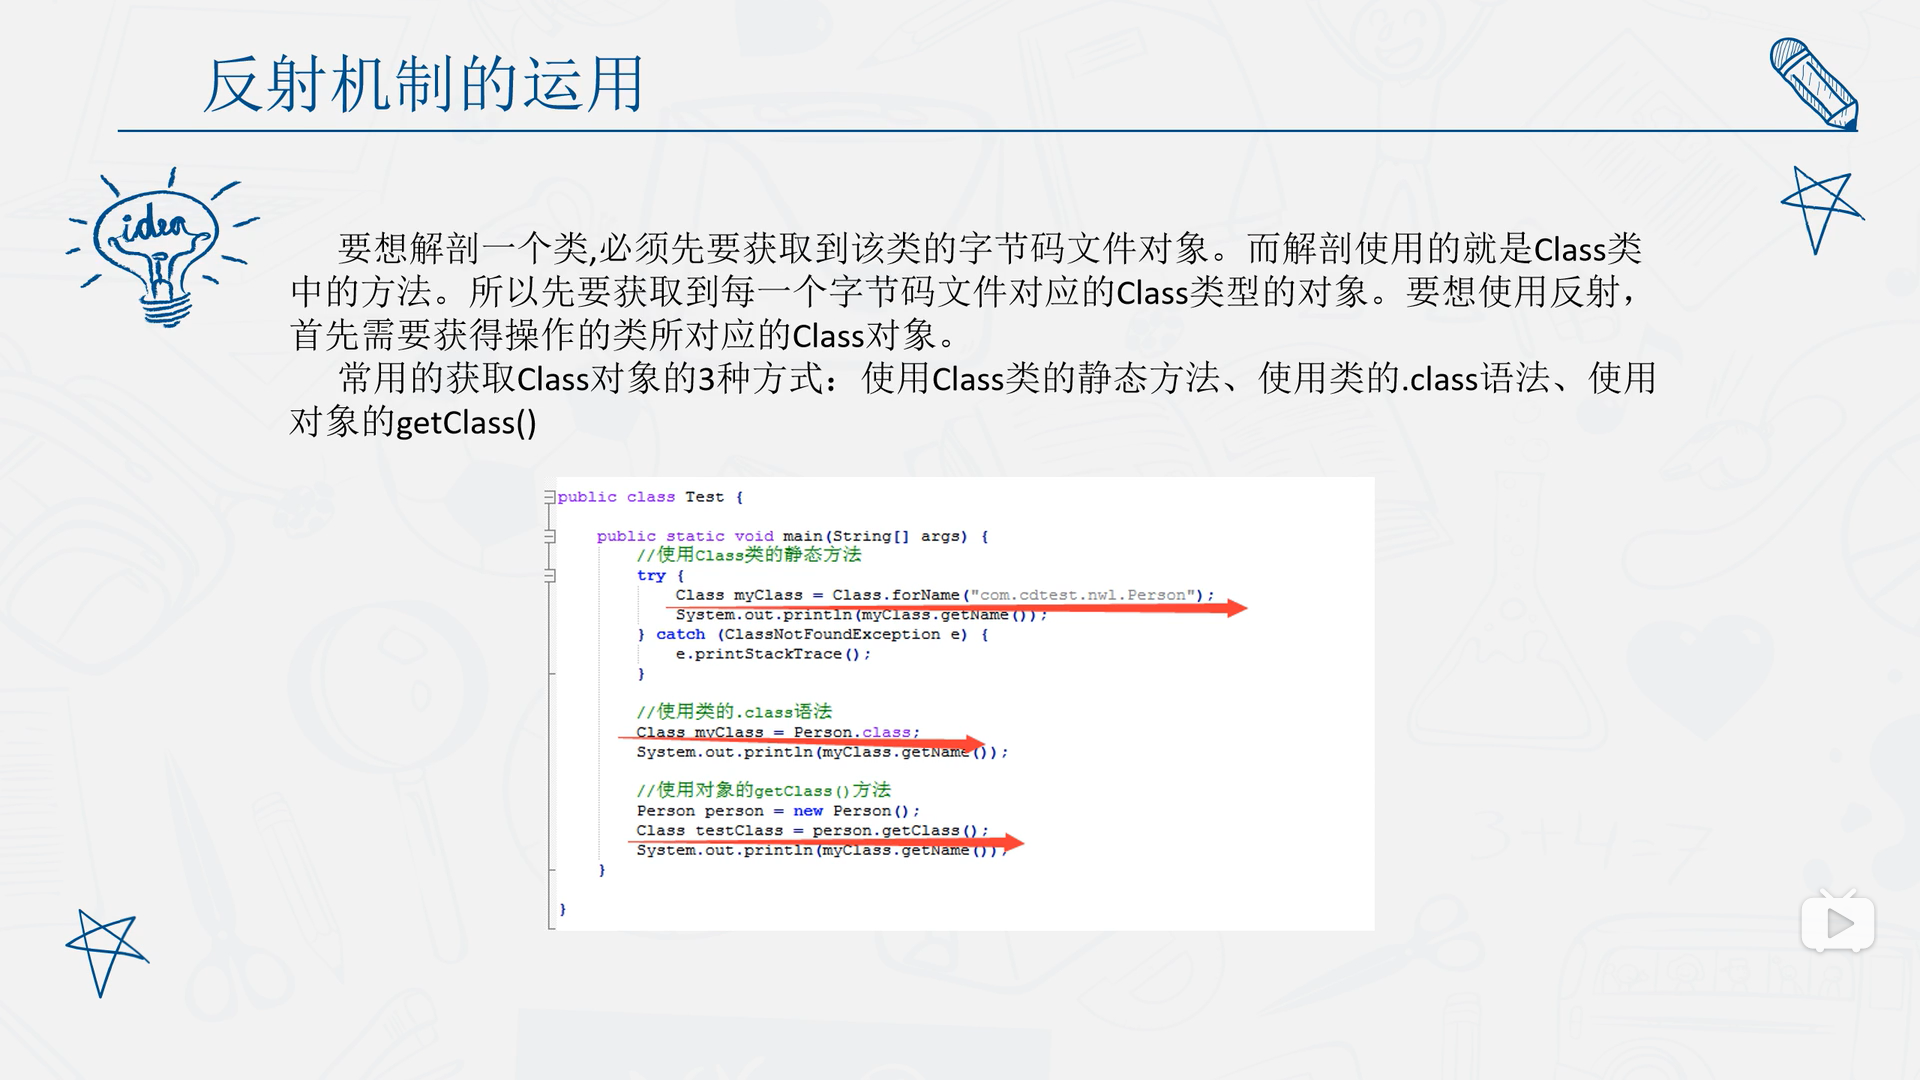 反射机制的运用
idea
要想解剖一个类,必须先要获取到该类的字节码文件对象。而解剖使用的就是Class类
中的方法。所以先要获取到每一个字节码文件对应的Class类型的对象。要想使用反射，
首先需要获得操作的类所对应的Class对象。
常用的获取Class对象的3种方式：使用Class类的静态方法、使用类的.class语法、使用
对象的getClass()
public class Test {
public static void main(String[] args) {
//使用Class类的静态方法
try {
Class myClass = Class.forName("com.cdtest.nwl.Person");
System.out.println(myClass.getName());
} catch (ClassNotFoundException e) {
e.printStackTrace();
}
//使用类的.class语法
Class myClass = Person.class;
System.out.println(myClass.getName());
//使用对象的getClass()方法
Person person = new Person();
Class testClass = person.getClass();
System.out.println(myClass.getName());
}
}